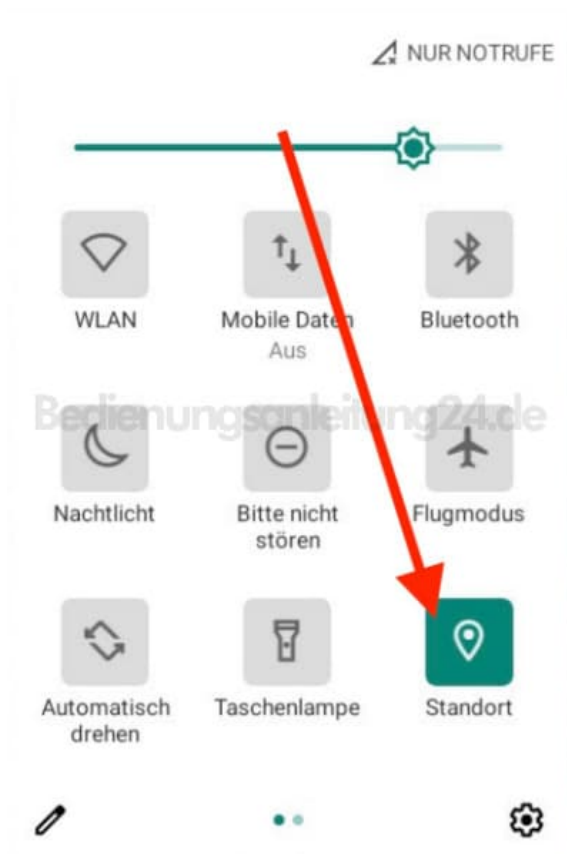 NUR NOTRUFE
WLAN
Mobile Daten
Aus
Bluetooth
Bedienungsanleitung24.de
Nachtlicht
Bitte nicht
stören
Flugmodus
Automatisch
drehen
Taschenlampe
Standort